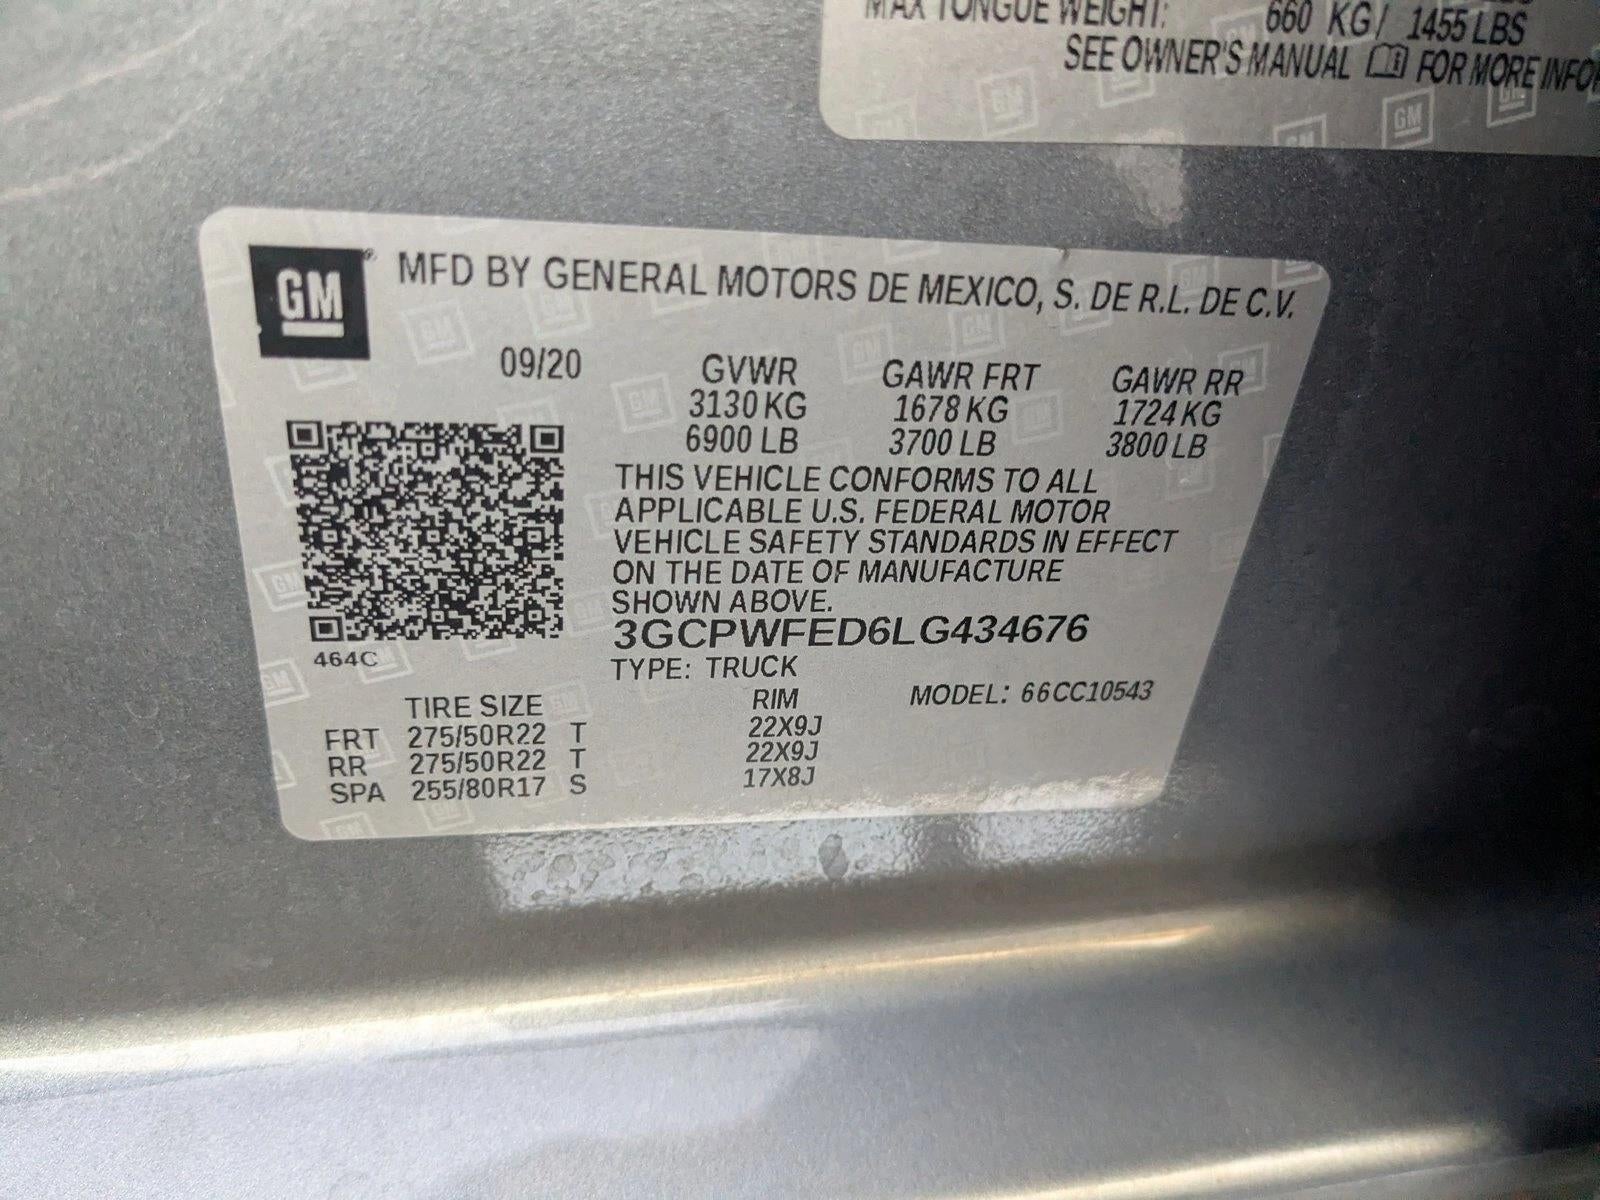 MAX TONGUE WEIGHT: 660 KG/ 1455 LBS
SEE OWNER'S MANUAL FOR MORE
GM ® MFD BY GENERAL MOTORS DE MEXICO, S. DE R.L. DE C.V.
09/20 GVWR GAWR FRT GAWR RR
3130 KG 1678 KG 1724 KG
6900 LB 3700 LB 3800 LB
THIS VEHICLE CONFORMS TO ALL
APPLICABLE U.S. FEDERAL MOTOR
VEHICLE SAFETY STANDARDS IN EFFECT
ON THE DATE OF MANUFACTURE
SHOWN ABOVE.
3GCPWFED6LG434676
464C
TYPE: TRUCK
TIRE SIZE RIM MODEL: 66CC10543
FRT 275/50R22 T 22X9J
RR 275/50R22 T 22X9J
SPA 255/80R17 S 17X8J